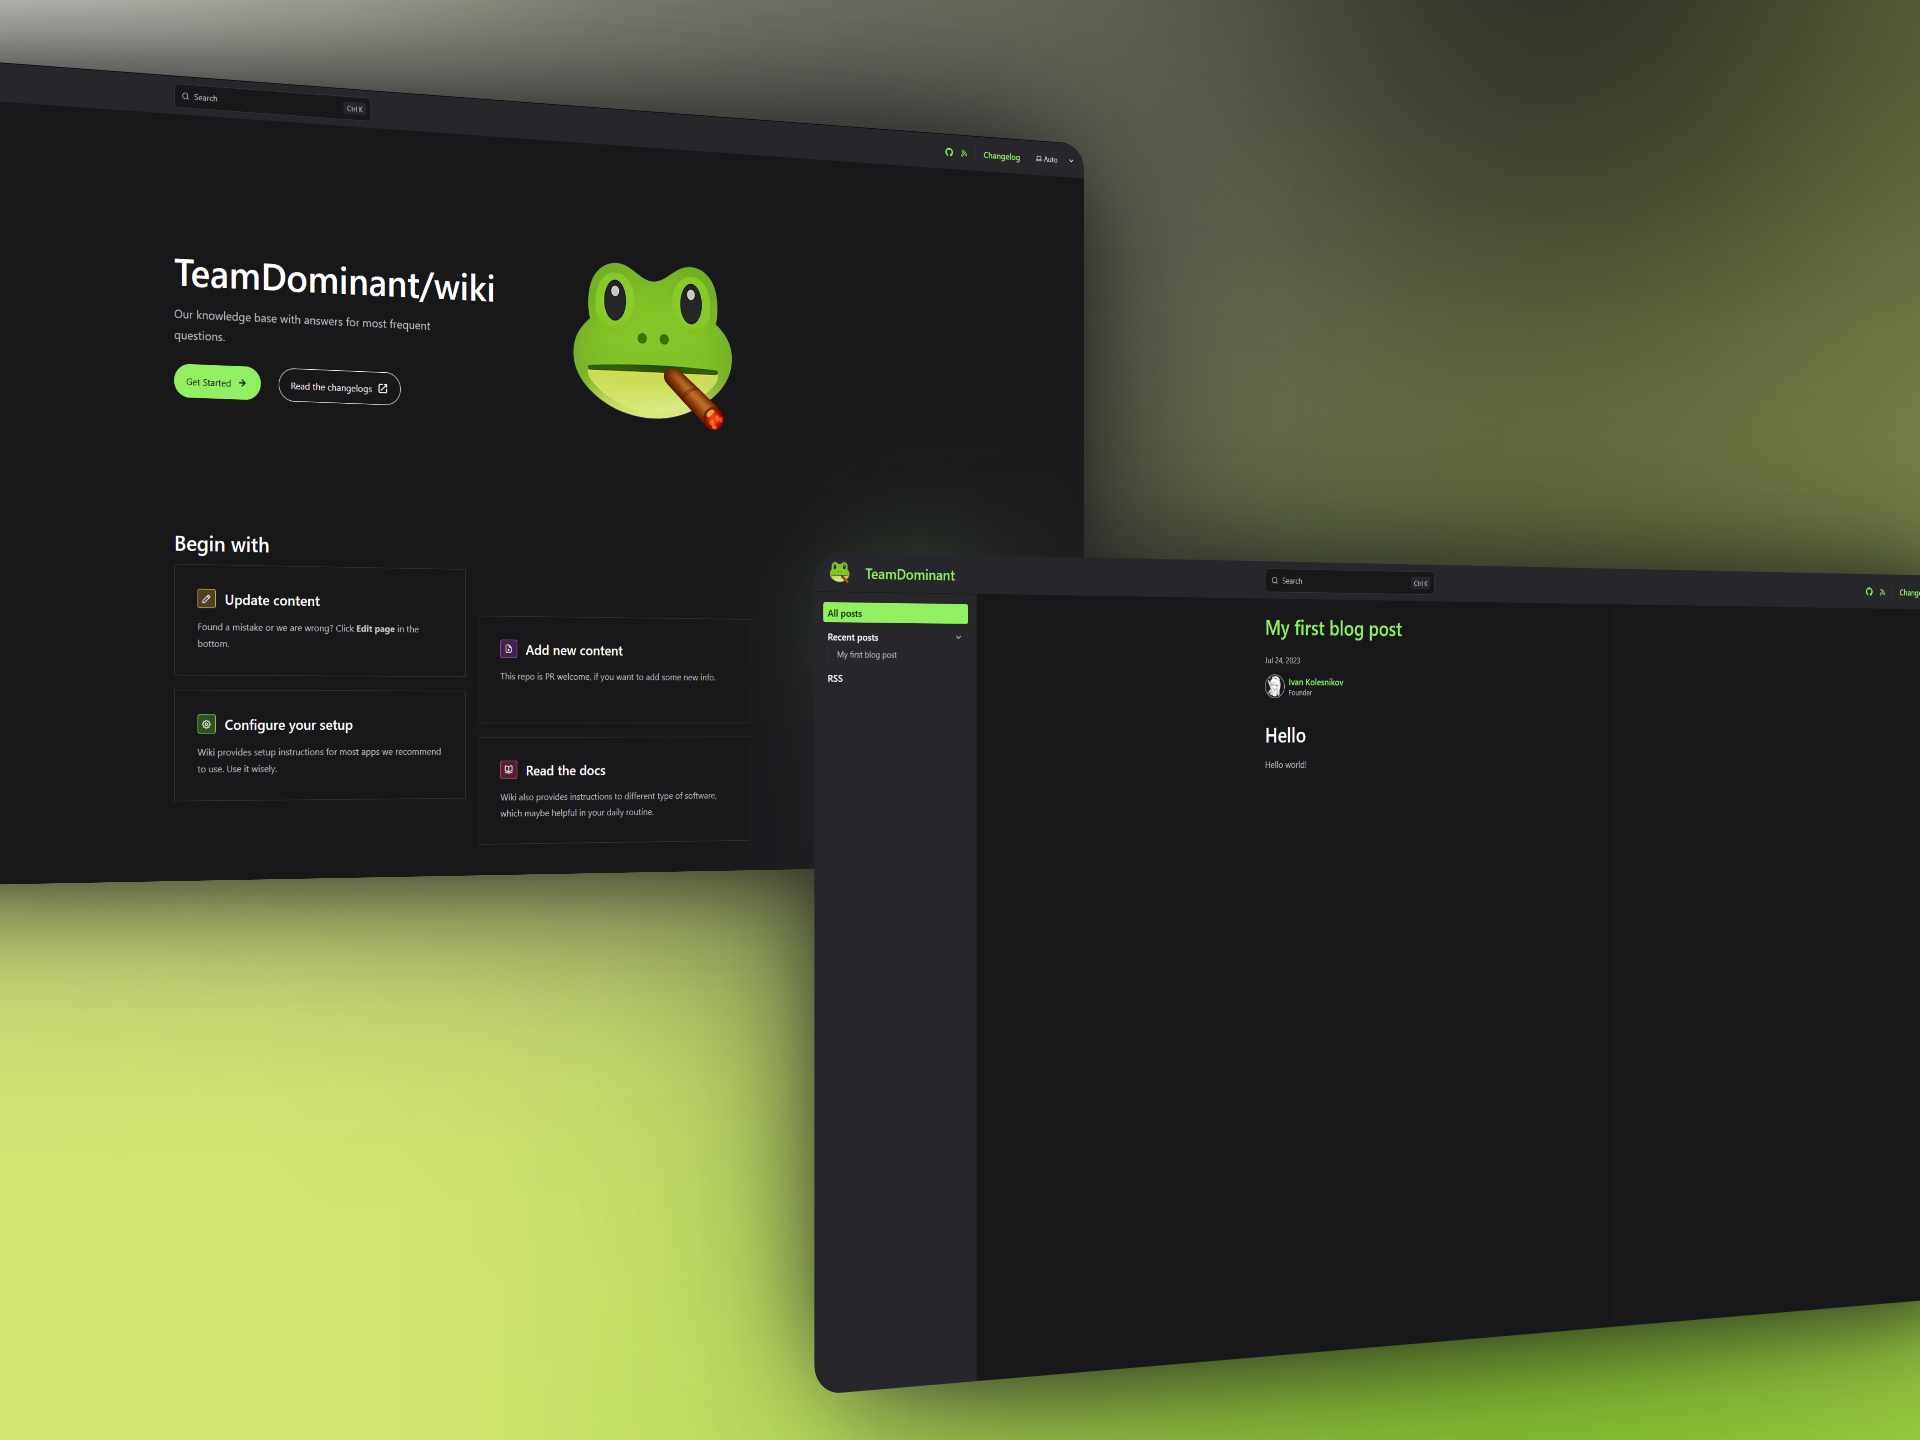 Search
Ctrl K
Changelog
Auto
TeamDominant/wiki
Our knowledge base with answers for most frequent
questions.
Get Started
Read the changelogs
Begin with
Update content
Found a mistake or we are wrong? Click Edit page in the
bottom.
Add new content
This repo is PR welcome, if you want to add some new info.
Configure your setup
Wiki provides setup instructions for most apps we recommend
to use. Use it wisely.
Read the docs
Wiki also provides instructions to different type of software,
which maybe helpful in your daily routine.
TeamDominant
Search
Ctrl K
Chang
All posts
Recent posts
My first blog post
RSS
My first blog post
Jul 24, 2023
Ivan Kolesnikov
Founder
Hello
Hello world!